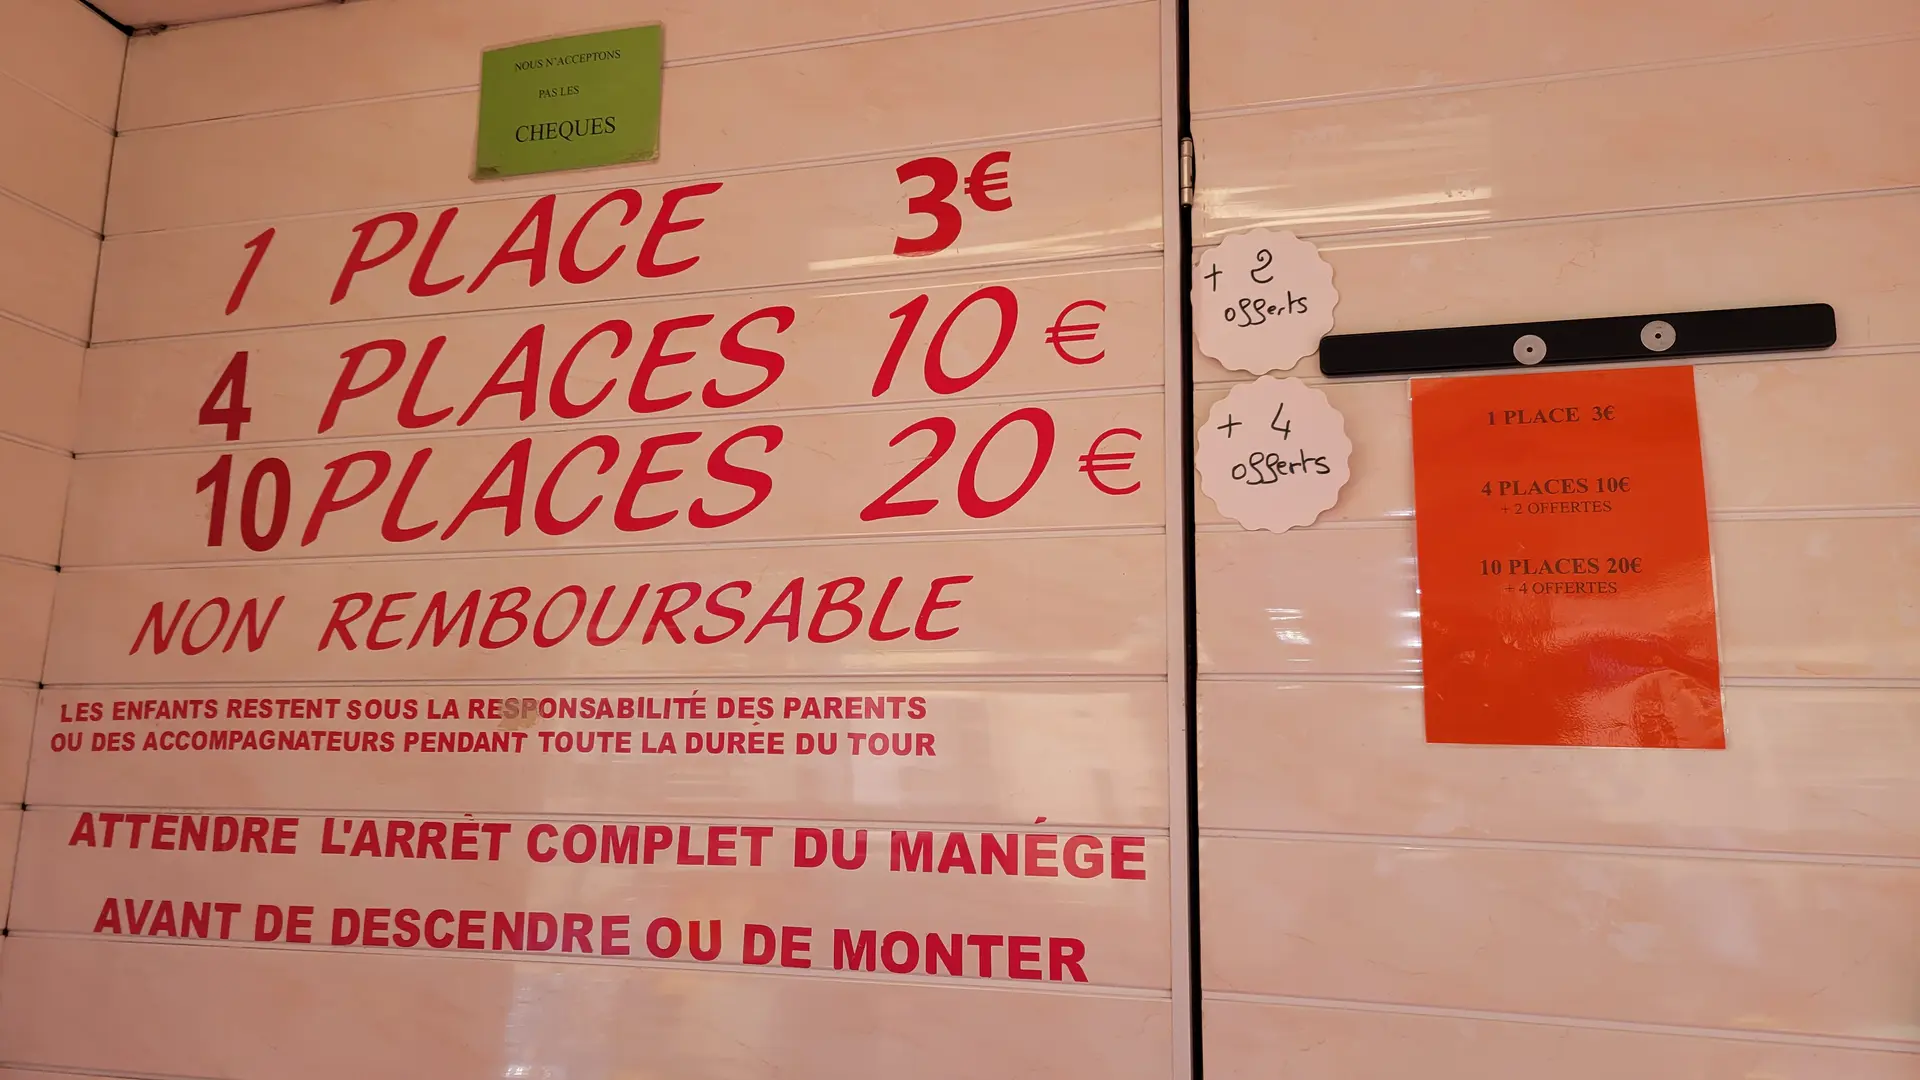 NOUS N'ACCEPTONS
PAS LES
CHEQUES
1 PLACE 3€
4 PLACES 10€
+ 2
offerts
10 PLACES 20€
+ 4
offerts
NON REMBOURSABLE
LES ENFANTS RESTENT SOUS LA RESPONSABILITÉ DES PARENTS
OU DES ACCOMPAGNATEURS PENDANT TOUTE LA DURÉE DU TOUR
ATTENDRE L'ARRÊT COMPLET DU MANÉGE
AVANT DE DESCENDRE OU DE MONTER
1 PLACE 3€
4 PLACES 10€
+ 2 OFFERTES
10 PLACES 20€
+ 4 OFFERTES